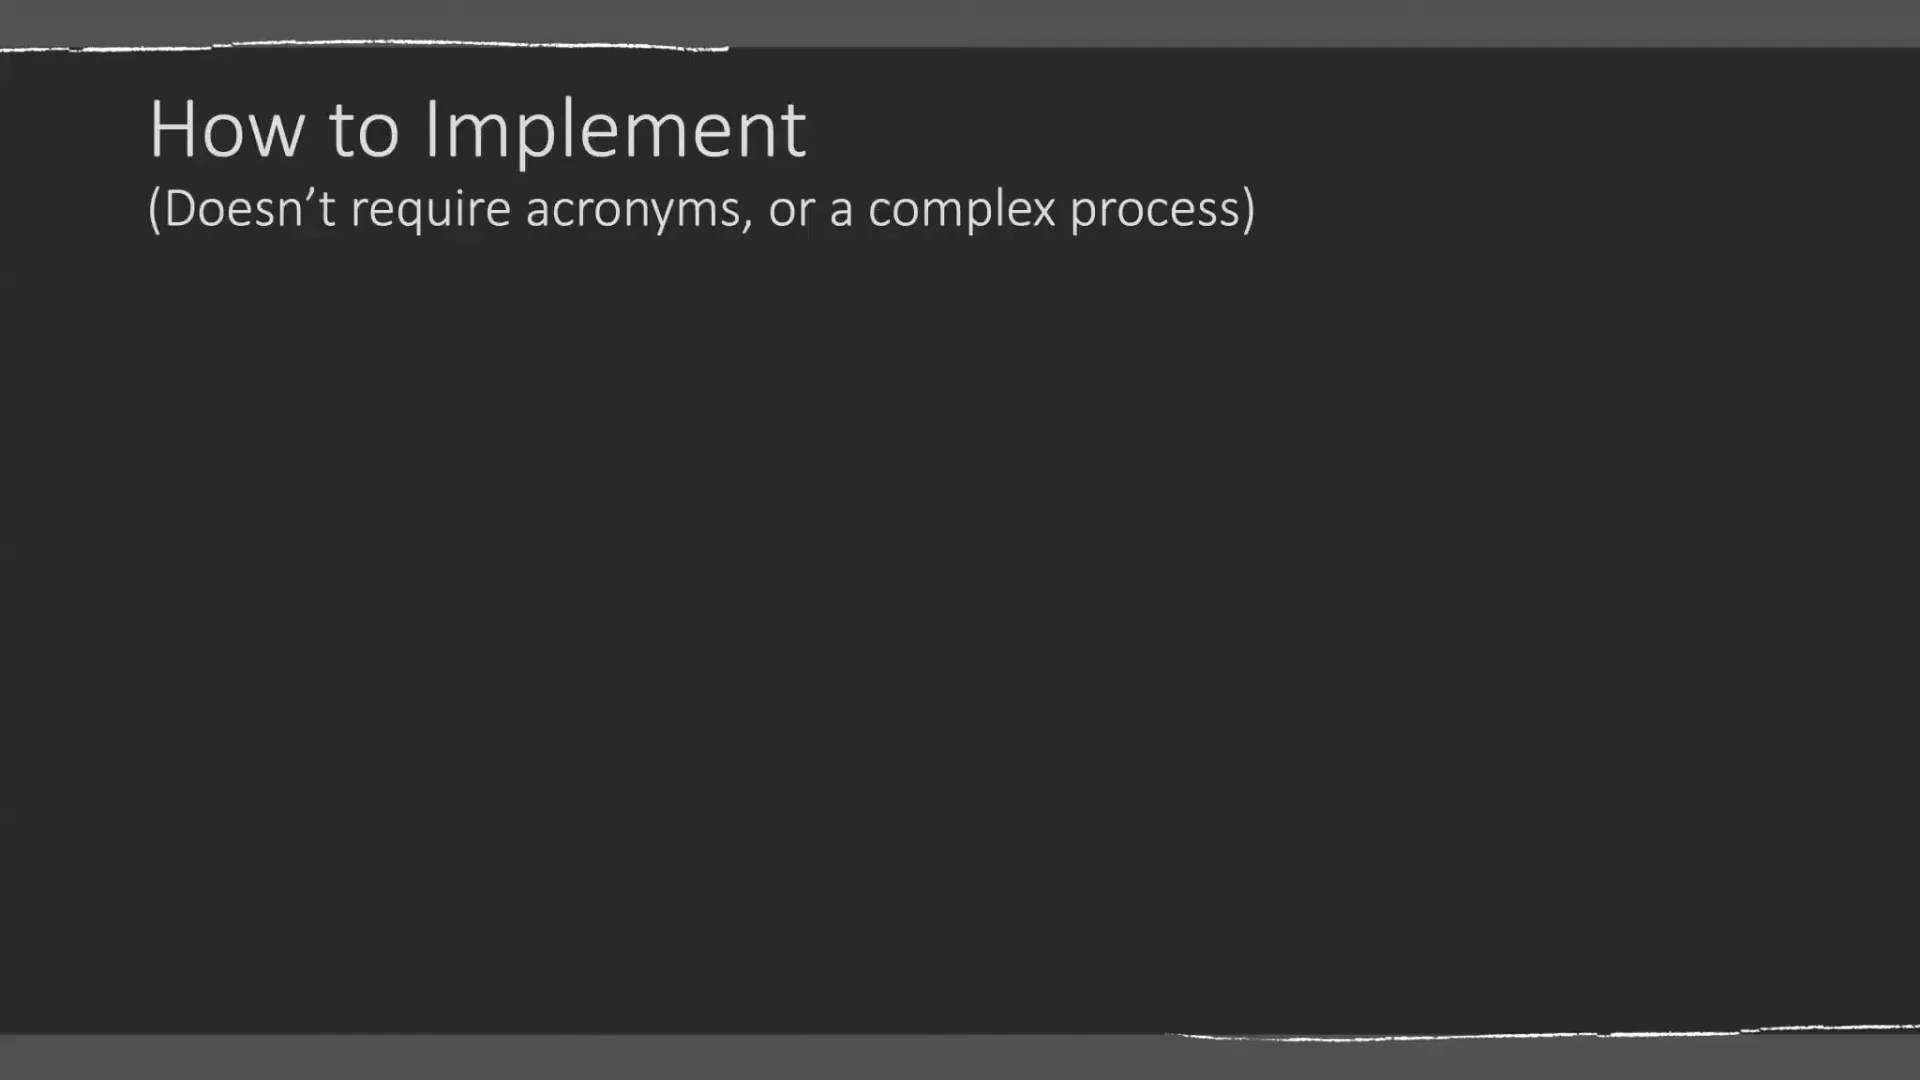 How to Implement
(Doesn’t require acronyms, or a complex process)